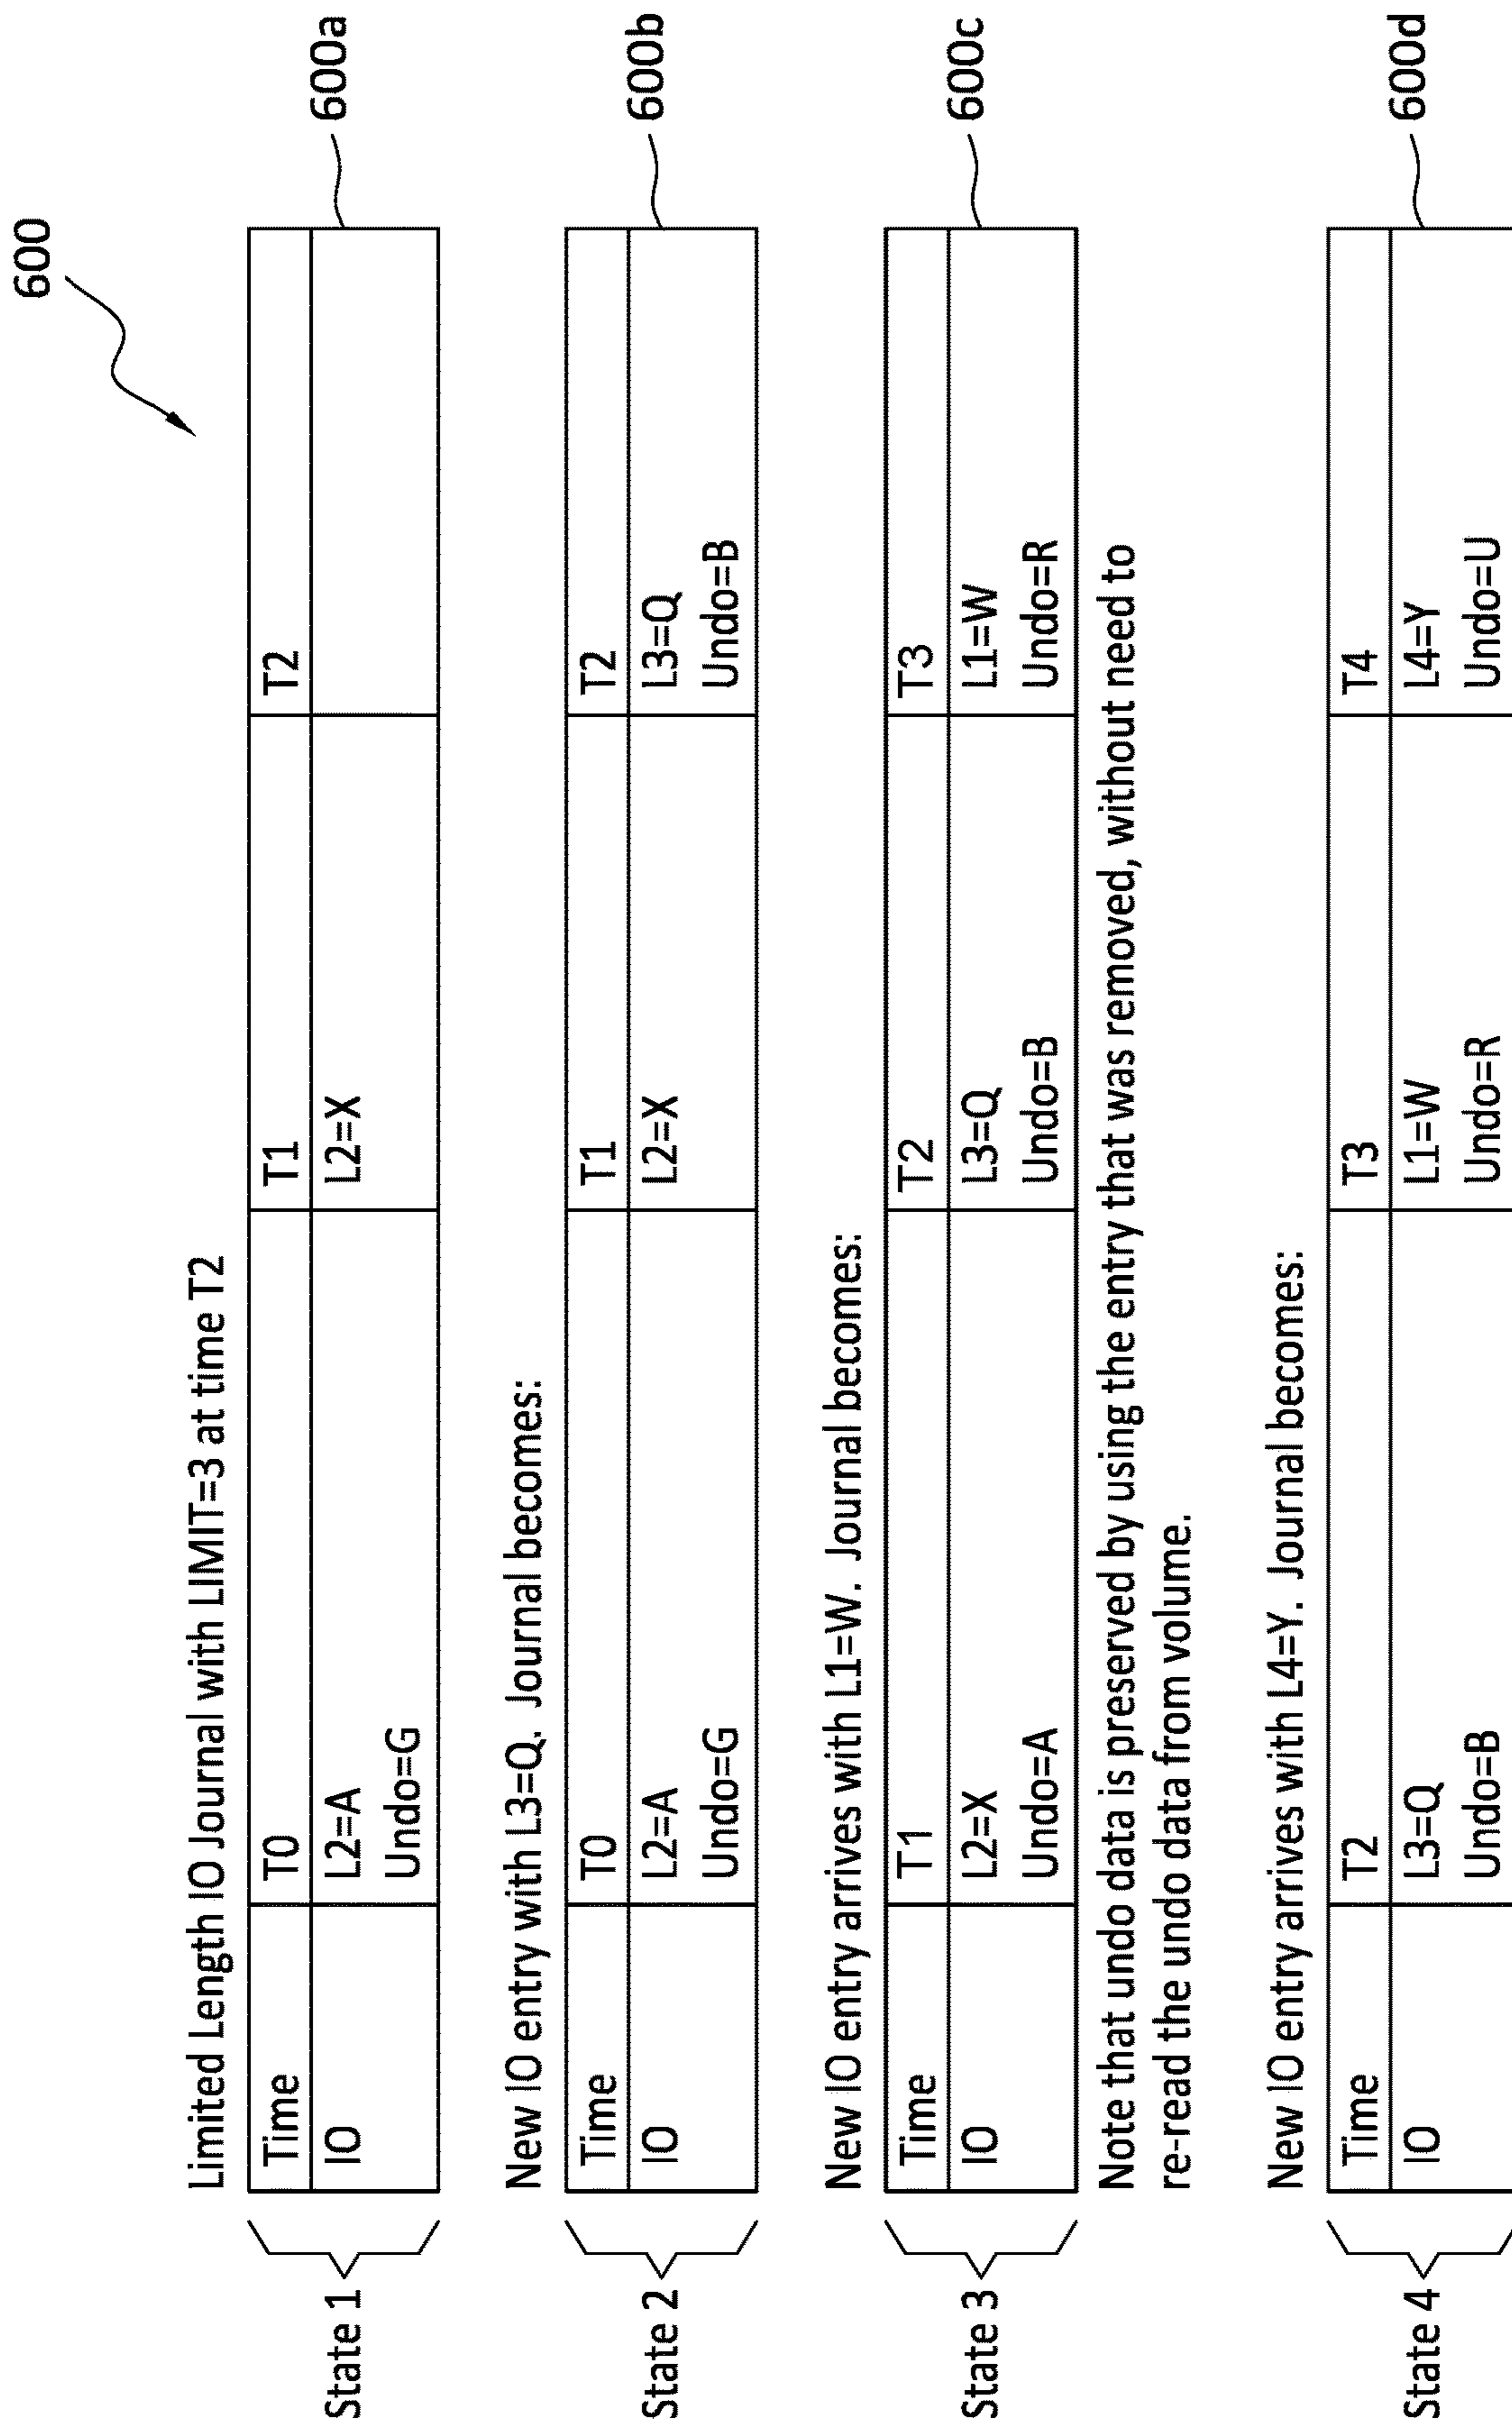 600
Limited Length IO Journal with LIMIT=3 at time T2
State 1
Time T0 T1 T2
IO L2=A L2=X
Undo=G
600a
New IO entry with L3=Q. Journal becomes:
State 2
Time T0 T1 T2
IO L2=A L2=X L3=Q
Undo=G Undo=B
600b
New IO entry arrives with L1=W. Journal becomes:
State 3
Time T1 T2 T3
IO L2=X L3=Q L1=W
Undo=A Undo=B Undo=R
600c
Note that undo data is preserved by using the entry that was removed, without need to
re-read the undo data from volume.
New IO entry arrives with L4=Y. Journal becomes:
State 4
Time T2 T3 T4
IO L3=Q L1=W L4=Y
Undo=B Undo=R Undo=U
600d